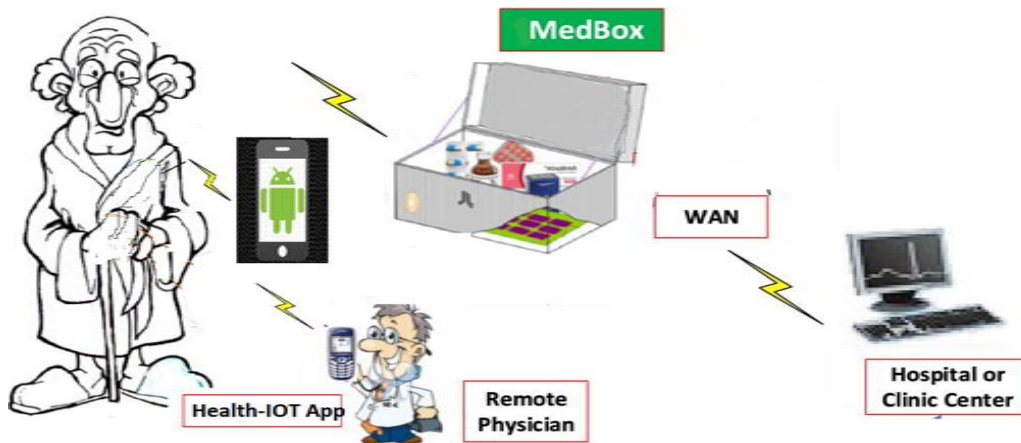 MedBox
WAN
Health-IOT App
Remote
Physician
Hospital or
Clinic Center